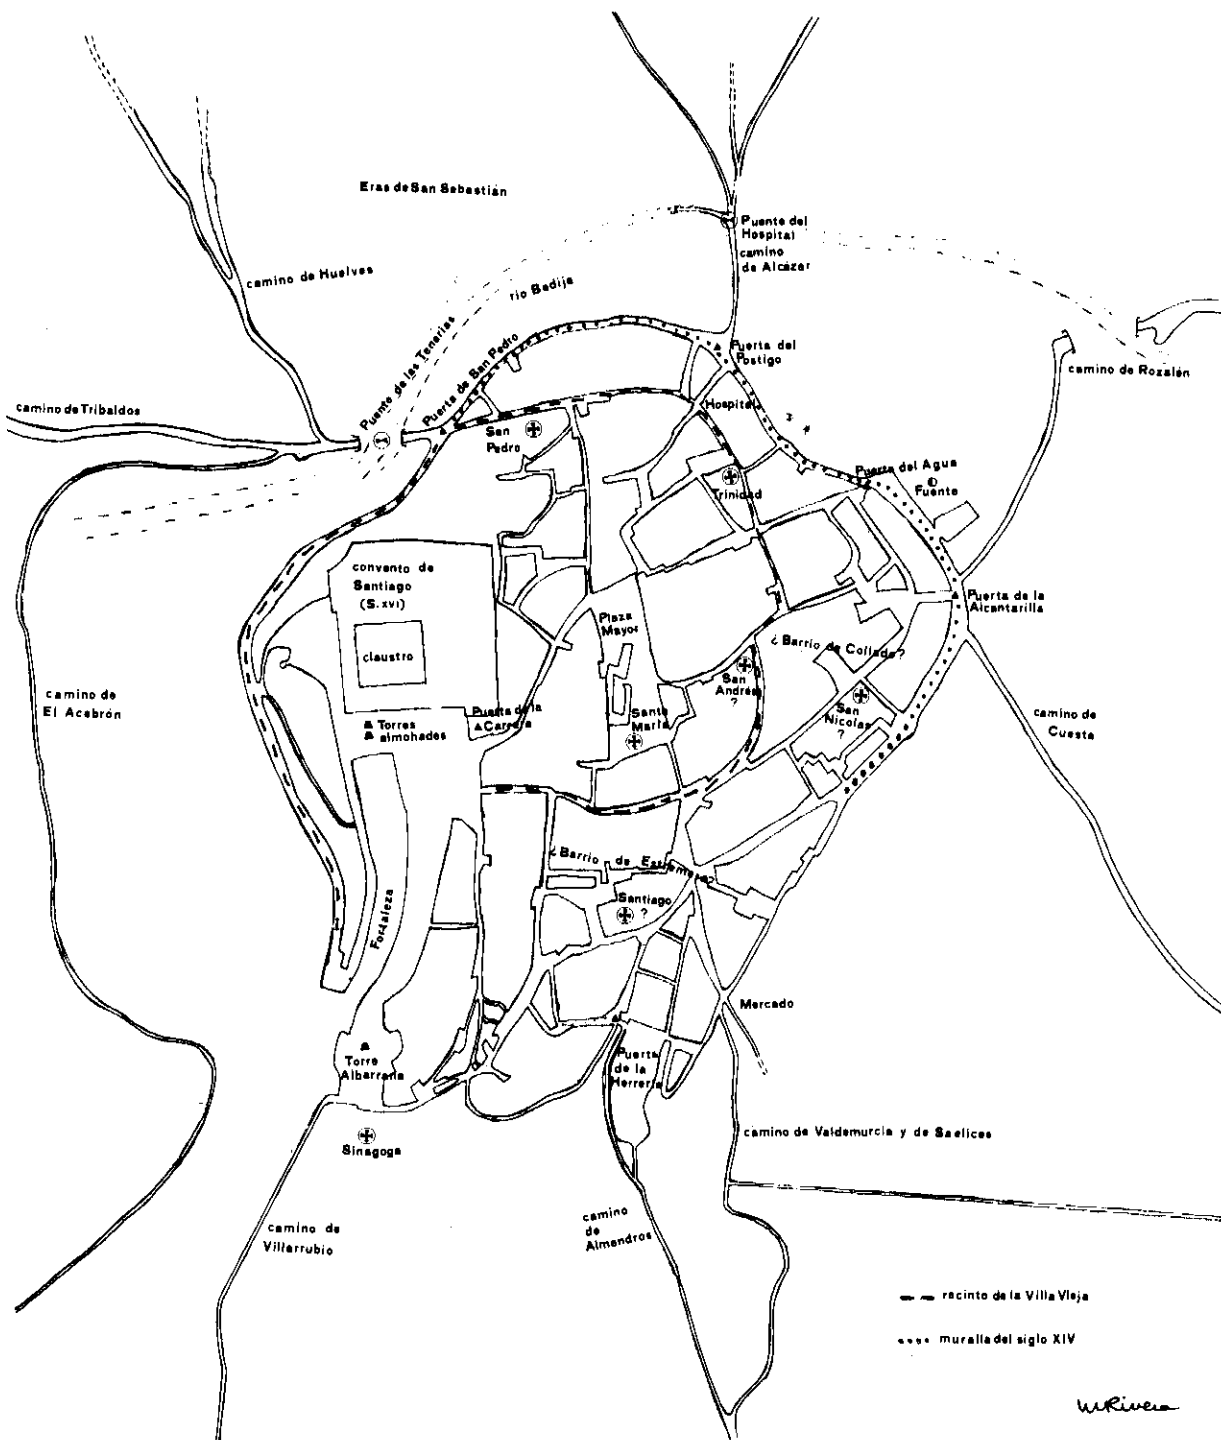 Eras de San Sebastián
Puente del
Hospital
camino
de Alcázar
camino de Huelves
río Bedija
Puente de las Tenerías
Puerta de San Pedro
Puerta del
Postigo
camino de Rozalén
camino de Tribaldos
Hospital
San
Pedro
Puerta del Agua
Fuente
Trinidad
convento de
Santiago
(S. XVI)
Puerta de la
Alcantarilla
Plaza
Mayor
¿Barrio de Collada?
claustro
San
Andrés
?
camino de
El Acebrón
San
Nicolas
?
Torres
almohades
Puerta de la
Carrera
Santa
María
camino de
Cuesta
¿Barrio de Estremera?
Santiago
?
Fortaleza
Mercado
Torre
Albarrana
Puerta
de la
Herrería
camino de Valdemurcia y de Saelices
Sinagoga
camino
de
Almendros
camino de
Villarrubio
recinto de la Villa Vieja
muralla del siglo XIV
M Rivera